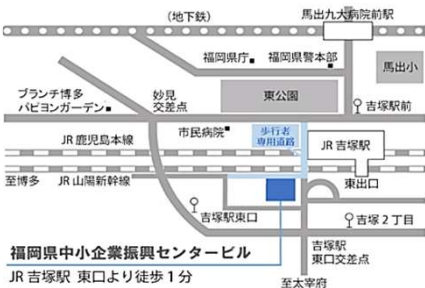 (地下鉄)
馬出九大病院前駅
福岡県庁
福岡県警本部
馬出小
東公園
ブランチ博多
パピヨンガーデン
妙見
交差点
吉塚駅前
市民病院
歩行者
専用道路
JR 鹿児島本線
JR 吉塚駅
至博多
JR 山陽新幹線
東出口
吉塚駅東口
吉塚2丁目
福岡県中小企業振興センタービル
JR 吉塚駅 東口より徒歩1分
吉塚駅
東口交差点
至太宰府